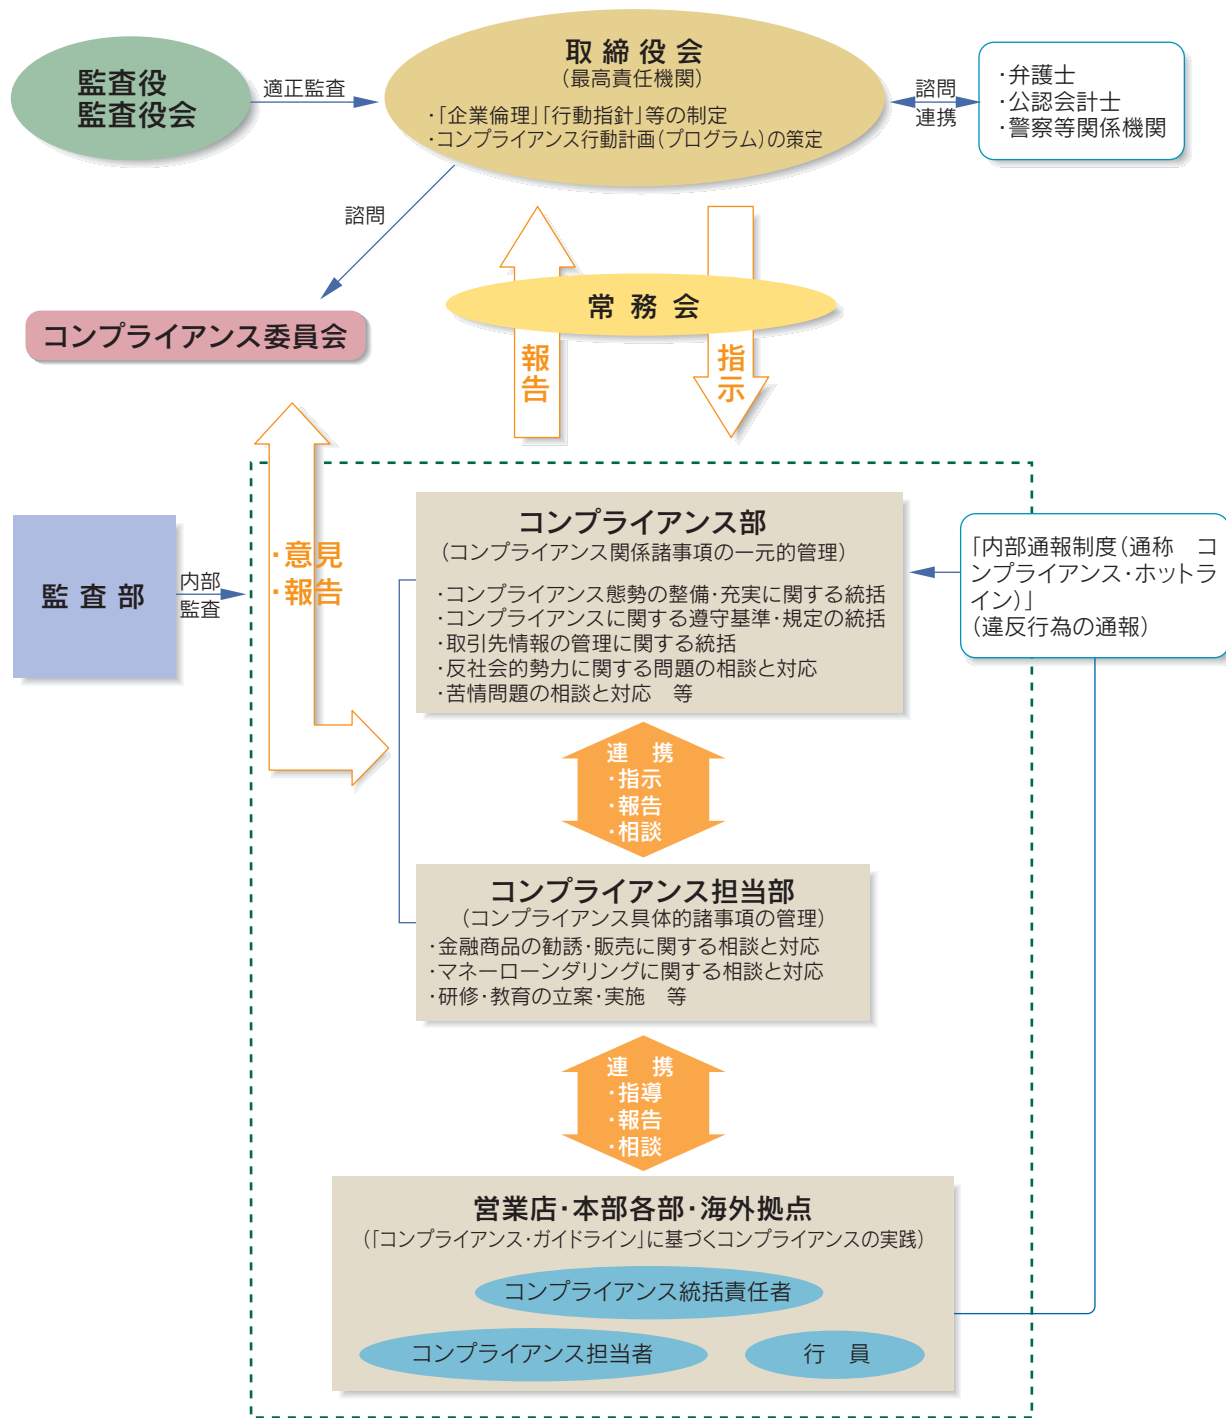 監査役
監査役会
適正監査
取締役会
(最高責任機関)
・「企業倫理」「行動指針」等の制定
・コンプライアンス行動計画(プログラム)の策定
諮問
連携
・弁護士
・公認会計士
・警察等関係機関
諮問
コンプライアンス委員会
常務会
報告
指示
監査部
内部
監査
・意見
・報告
コンプライアンス部
(コンプライアンス関係諸事項の一元的管理)
・コンプライアンス態勢の整備・充実に関する統括
・コンプライアンスに関する遵守基準・規定の統括
・取引先情報の管理に関する統括
・反社会的勢力に関する問題の相談と対応
・苦情問題の相談と対応　等
「内部通報制度(通称　コ
ンプライアンス・ホットラ
イン)」
(違反行為の通報)
連　携
・指示
・報告
・相談
コンプライアンス担当部
(コンプライアンス具体的諸事項の管理)
・金融商品の勧誘・販売に関する相談と対応
・マネーローンダリングに関する相談と対応
・研修・教育の立案・実施　等
連　携
・指導
・報告
・相談
営業店・本部各部・海外拠点
(「コンプライアンス・ガイドライン」に基づくコンプライアンスの実践)
コンプライアンス統括責任者
コンプライアンス担当者
行　員